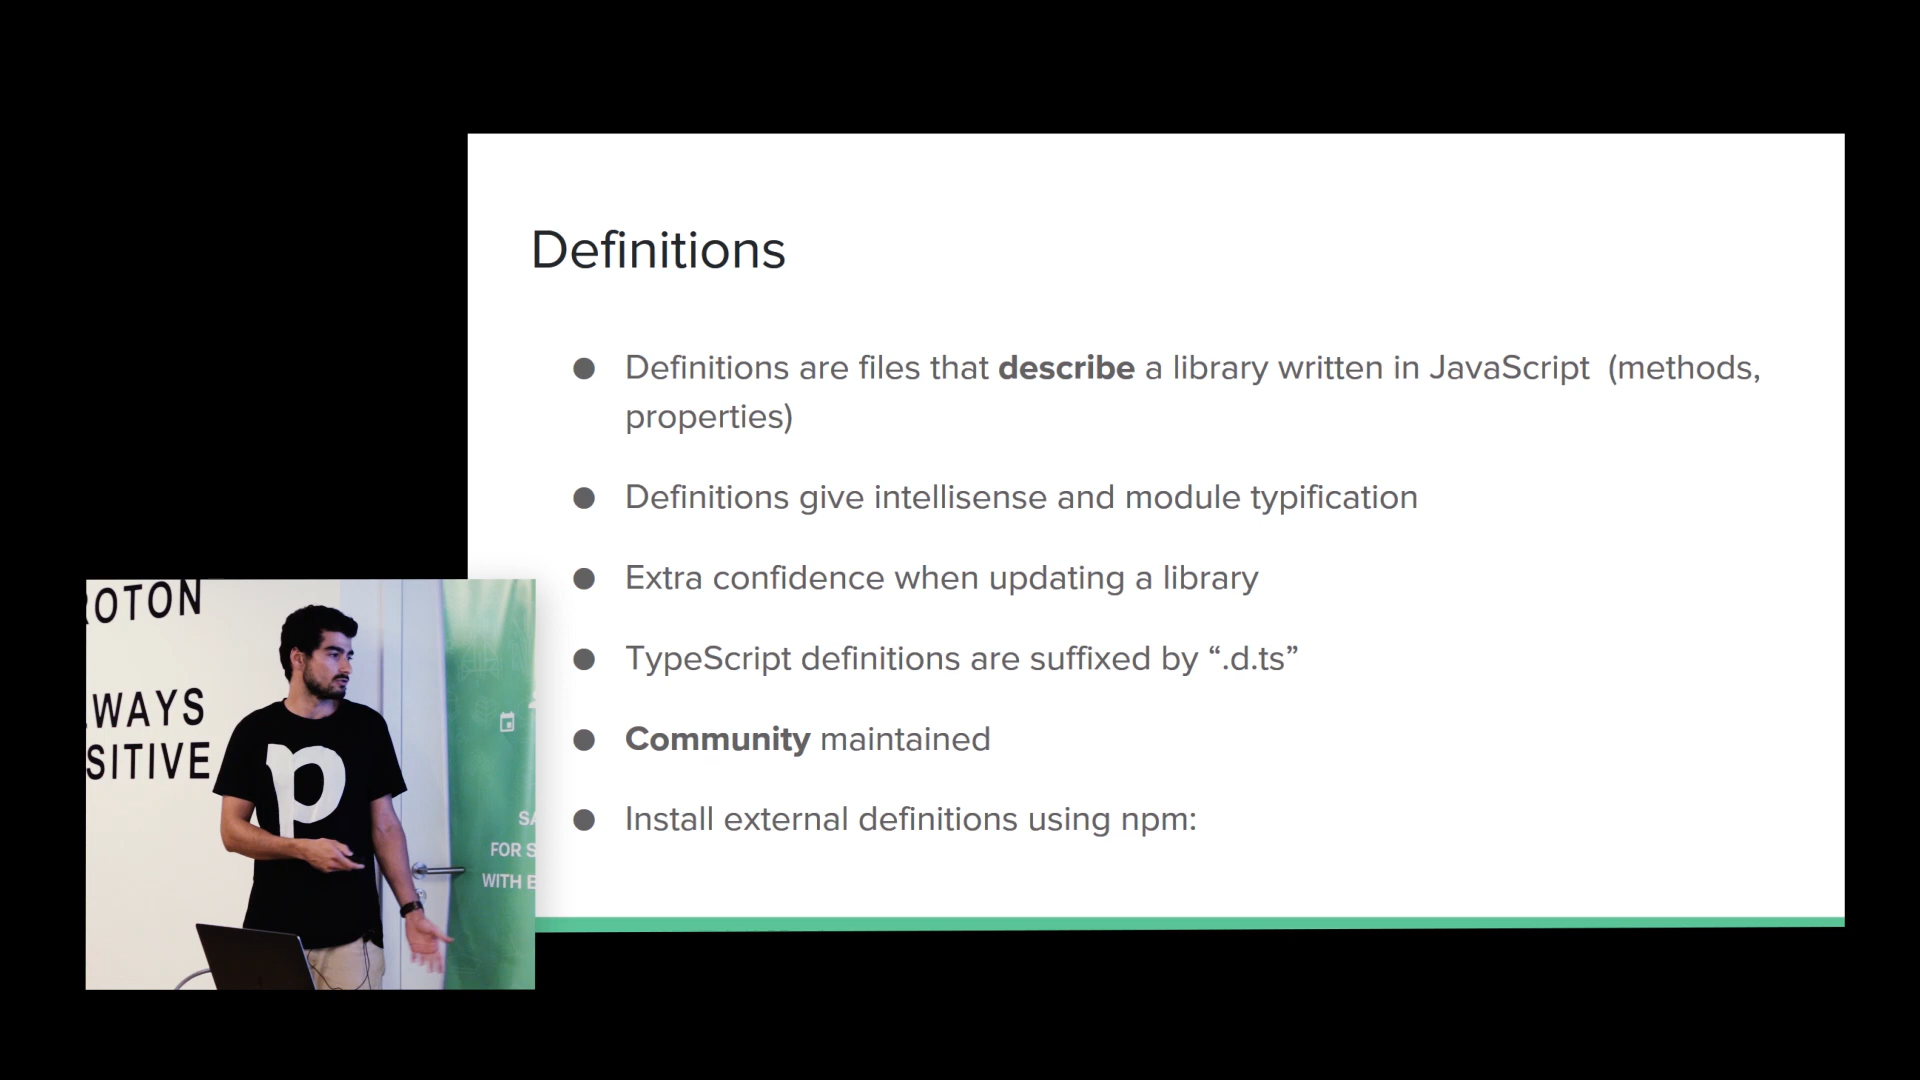 Definitions
● Definitions are files that describe a library written in JavaScript (methods,
properties)
● Definitions give intellisense and module typification
● Extra confidence when updating a library
● TypeScript definitions are suffixed by “.d.ts”
● Community maintained
● Install external definitions using npm:
ROTON
WAYS
SITIVE
p
FOR S
WITH E